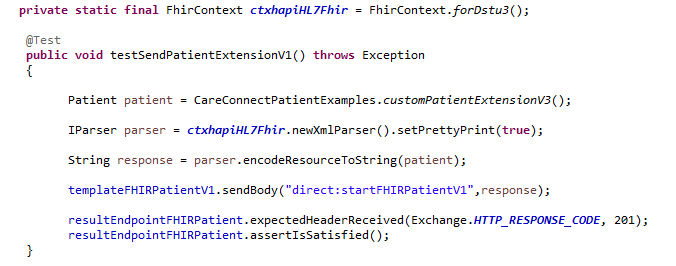 private static final FhirContext ctxhapiHL7Fhir = FhirContext.forDstu3();
@Test
public void testSendPatientExtensionV1() throws Exception
{
Patient patient = CareConnectPatientExamples.customPatientExtensionV3();
IParser parser = ctxhapiHL7Fhir.newXmlParser().setPrettyPrint(true);
String response = parser.encodeResourceToString(patient);
templateFHIRPatientV1.sendBody("direct:startFHIRPatientV1",response);
resultEndpointFHIRPatient.expectedHeaderReceived(Exchange.HTTP_RESPONSE_CODE, 201);
resultEndpointFHIRPatient.assertIsSatisfied();
}